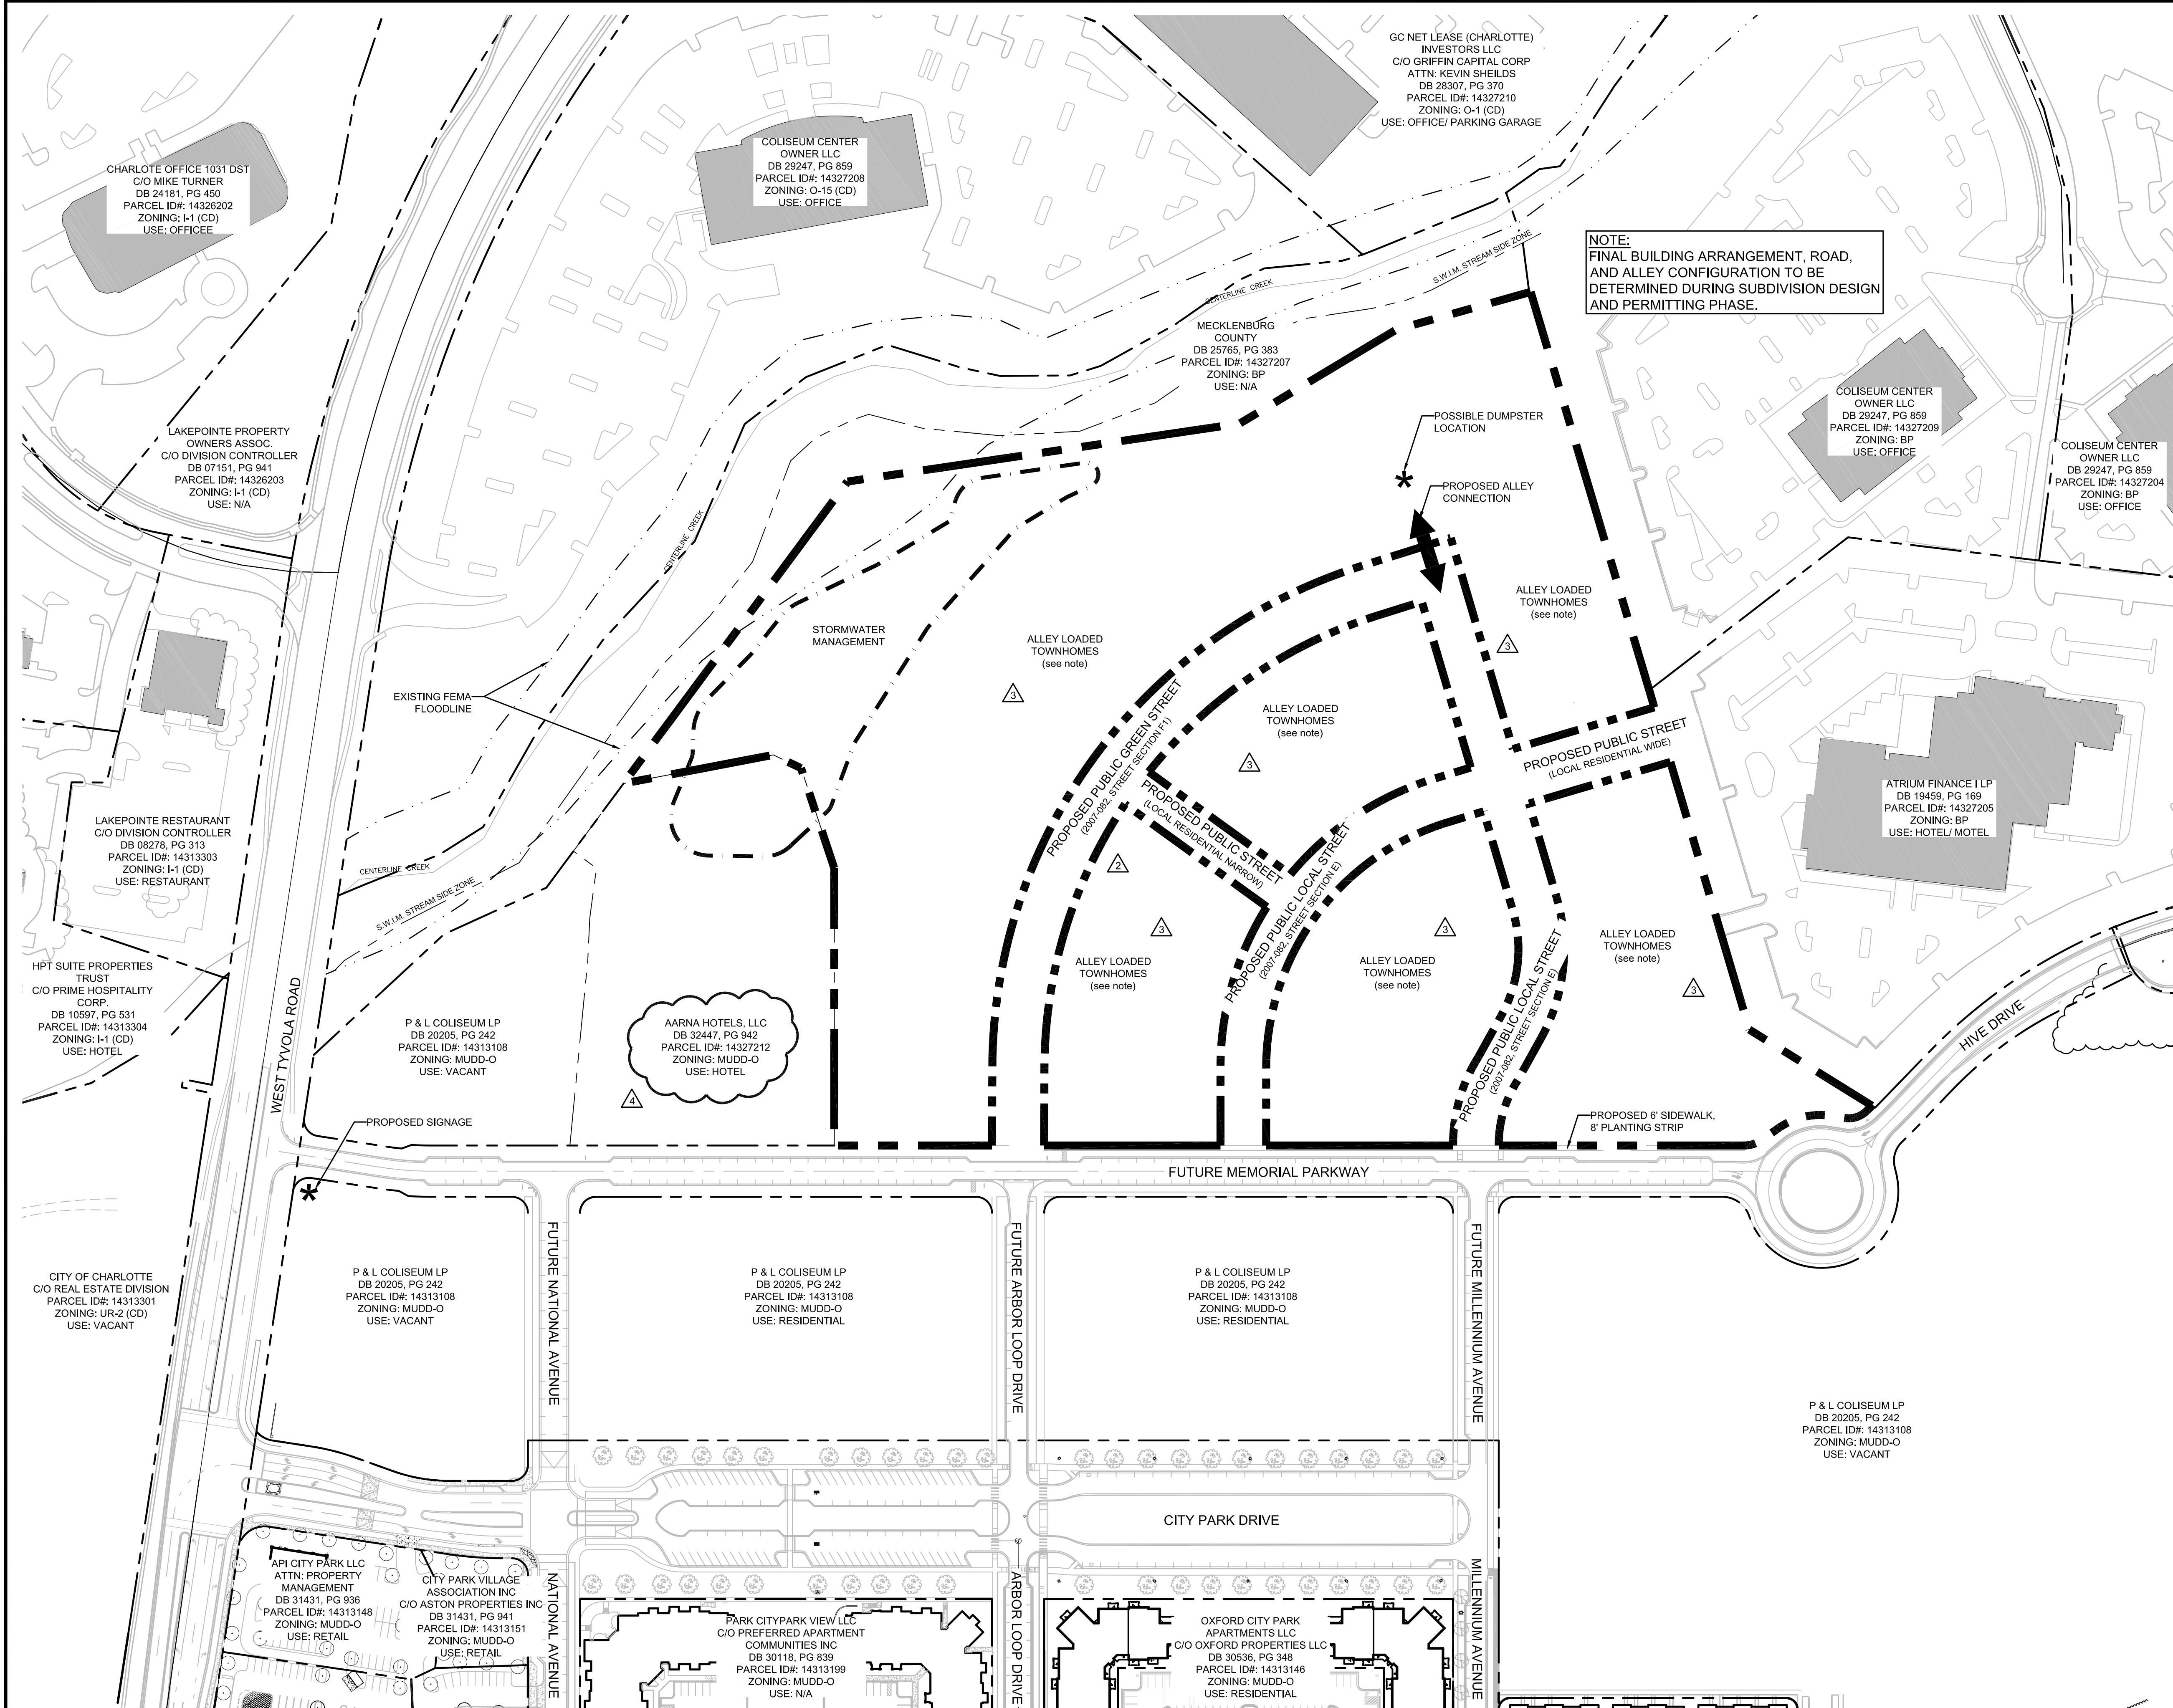 GC NET LEASE (CHARLOTTE)
INVESTORS LLC
C/O GRIFFIN CAPITAL CORP
ATTN: KEVIN SHEILDS
DB 28307, PG 370
PARCEL ID#: 14327210
ZONING: O-1 (CD)
USE: OFFICE/ PARKING GARAGE
COLISEUM CENTER
OWNER LLC
DB 29247, PG 859
PARCEL ID#: 14327208
ZONING: O-15 (CD)
USE: OFFICE
CHARLOTE OFFICE 1031 DST
C/O MIKE TURNER
DB 24181, PG 450
PARCEL ID#: 14326202
ZONING: I-1 (CD)
USE: OFFICEE
NOTE:
FINAL BUILDING ARRANGEMENT, ROAD,
AND ALLEY CONFIGURATION TO BE
DETERMINED DURING SUBDIVISION DESIGN
AND PERMITTING PHASE.
S.W.I.M. STREAM SIDE ZONE
CENTERLINE CREEK
MECKLENBURG
COUNTY
DB 25765, PG 383
PARCEL ID#: 14327207
ZONING: BP
USE: N/A
COLISEUM CENTER
OWNER LLC
DB 29247, PG 859
PARCEL ID#: 14327209
ZONING: BP
USE: OFFICE
COLISEUM CENTER
OWNER LLC
DB 29247, PG 859
PARCEL ID#: 14327204
ZONING: BP
USE: OFFICE
POSSIBLE DUMPSTER
LOCATION
*
PROPOSED ALLEY
CONNECTION
LAKEPOINTE PROPERTY
OWNERS ASSOC.
C/O DIVISION CONTROLLER
DB 07151, PG 941
PARCEL ID#: 14326203
ZONING: I-1 (CD)
USE: N/A
CENTERLINE CREEK
STORMWATER
MANAGEMENT
ALLEY LOADED
TOWNHOMES
(see note)
3
ALLEY LOADED
TOWNHOMES
(see note)
3
ALLEY LOADED
TOWNHOMES
(see note)
3
EXISTING FEMA
FLOODLINE
PROPOSED PUBLIC GREEN STREET
(2007-082, STREET SECTION F1)
PROPOSED PUBLIC STREET
(LOCAL RESIDENTIAL WIDE)
PROPOSED PUBLIC STREET
(LOCAL RESIDENTIAL NARROW)
2
PROPOSED PUBLIC LOCAL STREET
(2007-082, STREET SECTION E)
ATRIUM FINANCE I LP
DB 19459, PG 169
PARCEL ID#: 14327205
ZONING: BP
USE: HOTEL/ MOTEL
LAKEPOINTE RESTAURANT
C/O DIVISION CONTROLLER
DB 08278, PG 313
PARCEL ID#: 14313303
ZONING: I-1 (CD)
USE: RESTAURANT
CENTERLINE CREEK
S.W.I.M. STREAM SIDE ZONE
3
ALLEY LOADED
TOWNHOMES
(see note)
3
ALLEY LOADED
TOWNHOMES
(see note)
PROPOSED PUBLIC LOCAL STREET
(2007-082, STREET SECTION E)
ALLEY LOADED
TOWNHOMES
(see note)
3
HPT SUITE PROPERTIES
TRUST
C/O PRIME HOSPITALITY
CORP.
DB 10597, PG 531
PARCEL ID#: 14313304
ZONING: I-1 (CD)
USE: HOTEL
WEST TYVOLA ROAD
P & L COLISEUM LP
DB 20205, PG 242
PARCEL ID#: 14313108
ZONING: MUDD-O
USE: VACANT
AARNA HOTELS, LLC
DB 32447, PG 942
PARCEL ID#: 14327212
ZONING: MUDD-O
USE: HOTEL
4
HIVE DRIVE
PROPOSED SIGNAGE
*
PROPOSED 6' SIDEWALK,
8' PLANTING STRIP
FUTURE MEMORIAL PARKWAY
CITY OF CHARLOTTE
C/O REAL ESTATE DIVISION
PARCEL ID#: 14313301
ZONING: UR-2 (CD)
USE: VACANT
P & L COLISEUM LP
DB 20205, PG 242
PARCEL ID#: 14313108
ZONING: MUDD-O
USE: VACANT
FUTURE NATIONAL AVENUE
P & L COLISEUM LP
DB 20205, PG 242
PARCEL ID#: 14313108
ZONING: MUDD-O
USE: RESIDENTIAL
FUTURE ARBOR LOOP DRIVE
P & L COLISEUM LP
DB 20205, PG 242
PARCEL ID#: 14313108
ZONING: MUDD-O
USE: RESIDENTIAL
FUTURE MILLENNIUM AVENUE
P & L COLISEUM LP
DB 20205, PG 242
PARCEL ID#: 14313108
ZONING: MUDD-O
USE: VACANT
CITY PARK DRIVE
API CITY PARK LLC
ATTN: PROPERTY
MANAGEMENT
DB 31431, PG 936
PARCEL ID#: 14313148
ZONING: MUDD-O
USE: RETAIL
CITY PARK VILLAGE
ASSOCIATION INC
C/O ASTON PROPERTIES INC
DB 31431, PG 941
PARCEL ID#: 14313151
ZONING: MUDD-O
USE: RETAIL
NATIONAL AVENUE
PARK CITYPARK VIEW LLC
C/O PREFERRED APARTMENT
COMMUNITIES INC
DB 30118, PG 839
PARCEL ID#: 14313199
ZONING: MUDD-O
USE: N/A
ARBOR LOOP DRIVE
OXFORD CITY PARK
APARTMENTS LLC
C/O OXFORD PROPERTIES LLC
DB 30536, PG 348
PARCEL ID#: 14313146
ZONING: MUDD-O
USE: RESIDENTIAL
MILLENNIUM AVENUE